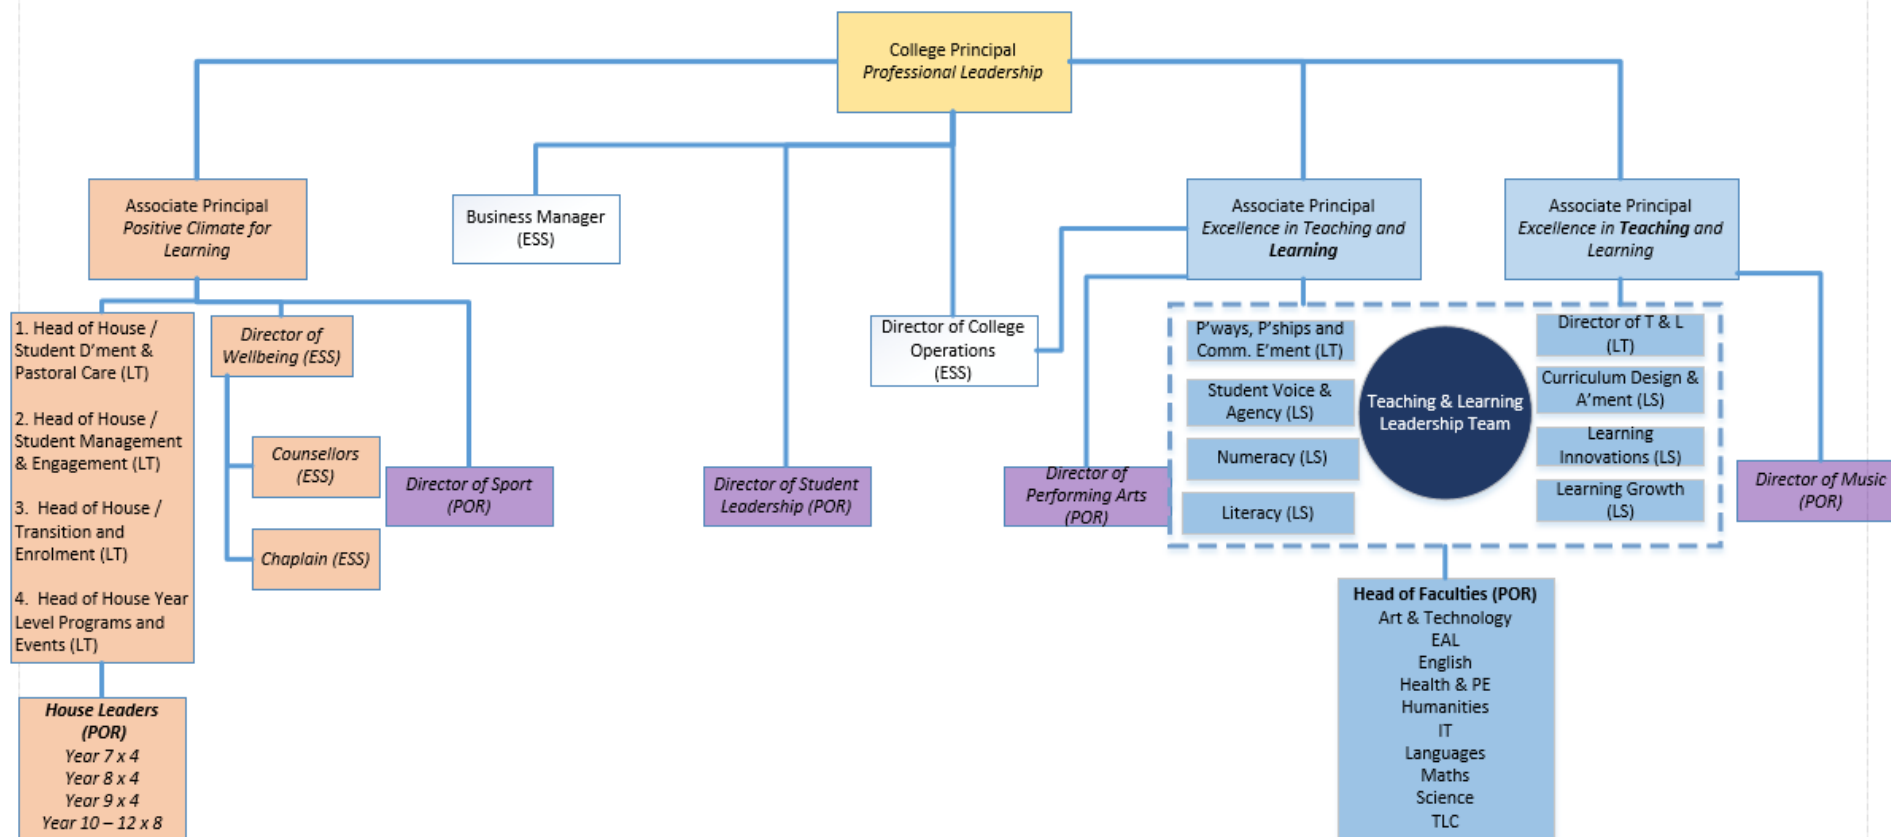 College Principal
Professional Leadership
Associate Principal
Positive Climate for
Learning
Business Manager
(ESS)
Associate Principal
Excellence in Teaching and
Learning
Associate Principal
Excellence in Teaching and
Learning
1. Head of House /
Student D'ment &
Pastoral Care (LT)
2. Head of House /
Student Management
& Engagement (LT)
3. Head of House /
Transition and
Enrolment (LT)
4. Head of House Year
Level Programs and
Events (LT)
House Leaders
(POR)
Year 7 x 4
Year 8 x 4
Year 9 x 4
Year 10 – 12 x 8
Director of
Wellbeing (ESS)
Counsellors
(ESS)
Chaplain (ESS)
Director of Sport
(POR)
Director of Student
Leadership (POR)
Director of College
Operations
(ESS)
Director of
Performing Arts
(POR)
P'ways, P'ships and
Comm. E'ment (LT)
Student Voice &
Agency (LS)
Numeracy (LS)
Literacy (LS)
Teaching & Learning
Leadership Team
Director of T & L
(LT)
Curriculum Design &
A'ment (LS)
Learning
Innovations (LS)
Learning Growth
(LS)
Director of Music
(POR)
Head of Faculties (POR)
Art & Technology
EAL
English
Health & PE
Humanities
IT
Languages
Maths
Science
TLC